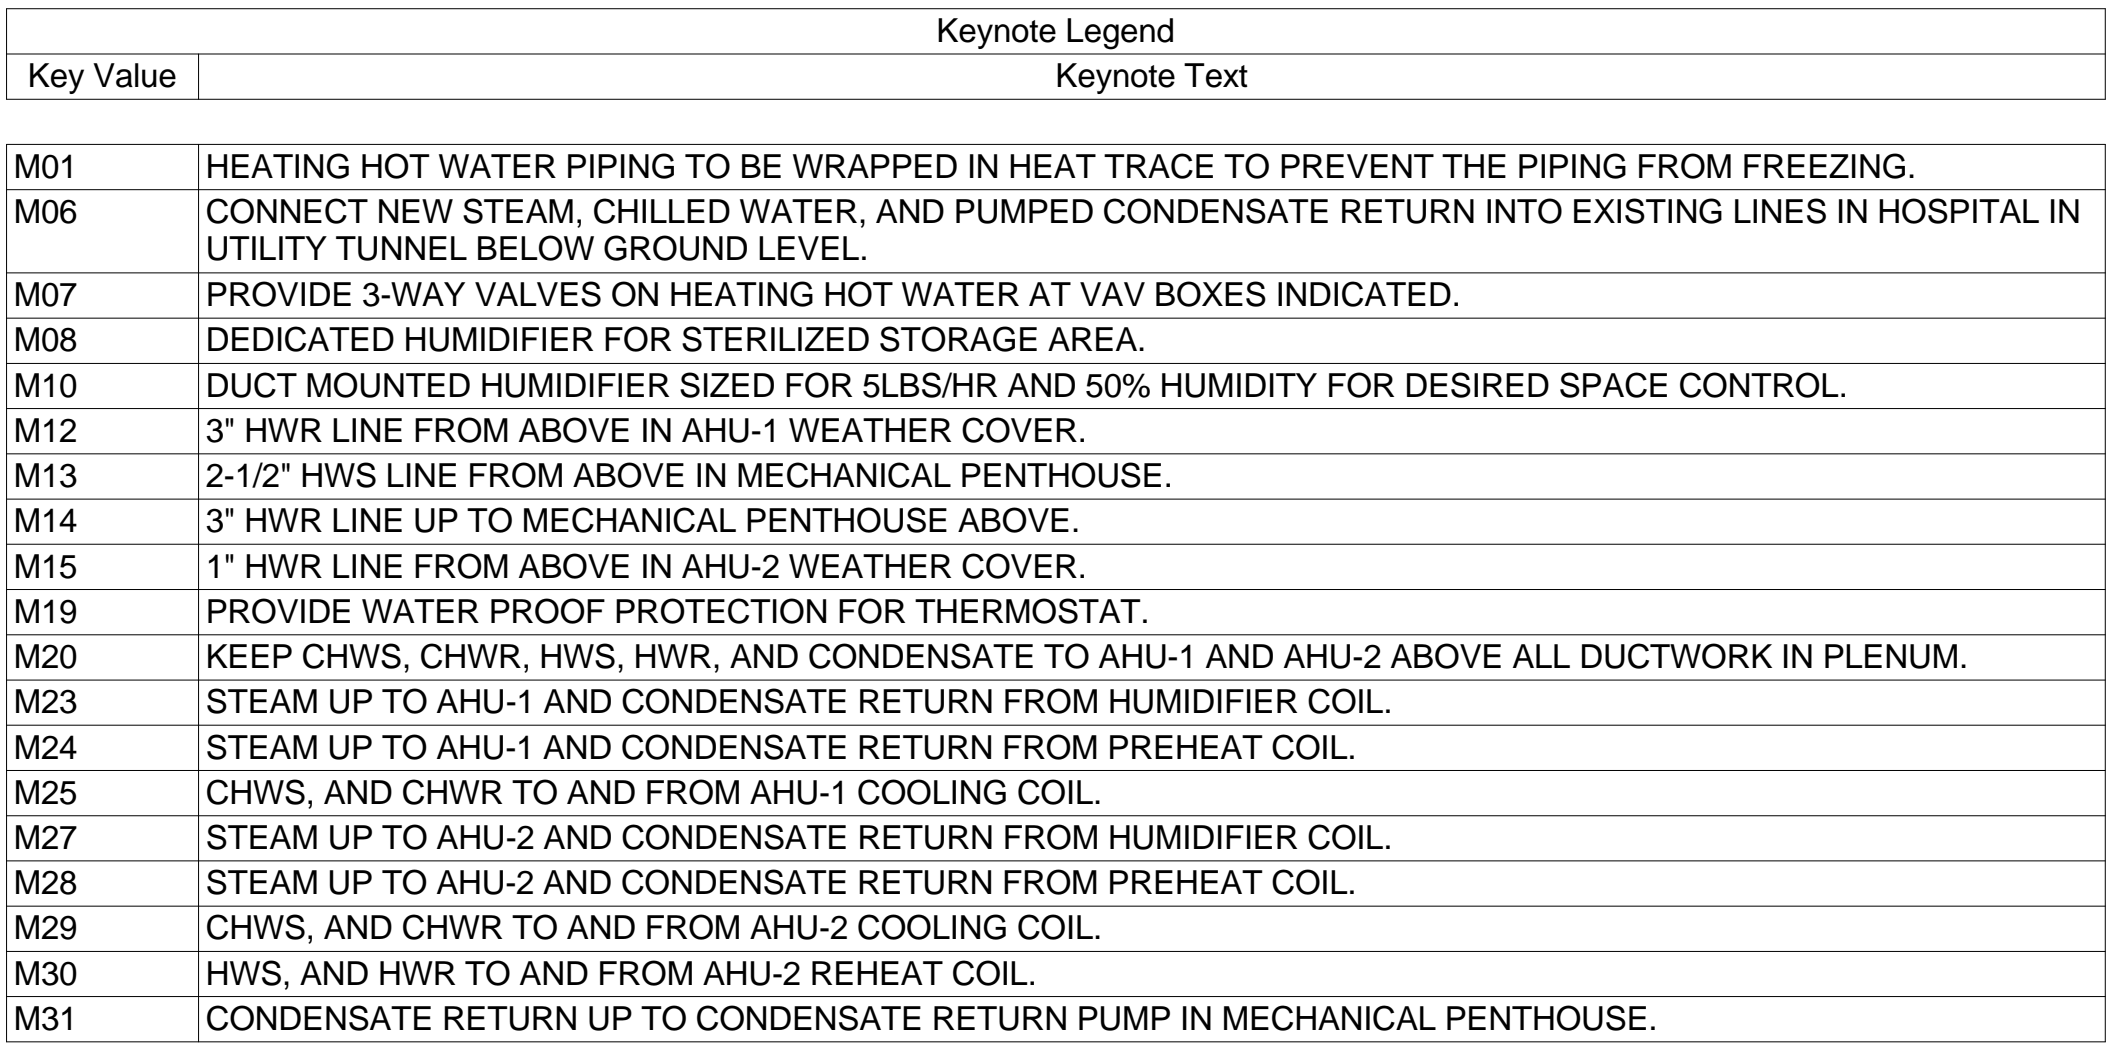 Keynote Legend
Key Value Keynote Text
M01 HEATING HOT WATER PIPING TO BE WRAPPED IN HEAT TRACE TO PREVENT THE PIPING FROM FREEZING.
M06 CONNECT NEW STEAM, CHILLED WATER, AND PUMPED CONDENSATE RETURN INTO EXISTING LINES IN HOSPITAL IN
UTILITY TUNNEL BELOW GROUND LEVEL.
M07 PROVIDE 3-WAY VALVES ON HEATING HOT WATER AT VAV BOXES INDICATED.
M08 DEDICATED HUMIDIFIER FOR STERILIZED STORAGE AREA.
M10 DUCT MOUNTED HUMIDIFIER SIZED FOR 5LBS/HR AND 50% HUMIDITY FOR DESIRED SPACE CONTROL.
M12 3" HWR LINE FROM ABOVE IN AHU-1 WEATHER COVER.
M13 2-1/2" HWS LINE FROM ABOVE IN MECHANICAL PENTHOUSE.
M14 3" HWR LINE UP TO MECHANICAL PENTHOUSE ABOVE.
M15 1" HWR LINE FROM ABOVE IN AHU-2 WEATHER COVER.
M19 PROVIDE WATER PROOF PROTECTION FOR THERMOSTAT.
M20 KEEP CHWS, CHWR, HWS, HWR, AND CONDENSATE TO AHU-1 AND AHU-2 ABOVE ALL DUCTWORK IN PLENUM.
M23 STEAM UP TO AHU-1 AND CONDENSATE RETURN FROM HUMIDIFIER COIL.
M24 STEAM UP TO AHU-1 AND CONDENSATE RETURN FROM PREHEAT COIL.
M25 CHWS, AND CHWR TO AND FROM AHU-1 COOLING COIL.
M27 STEAM UP TO AHU-2 AND CONDENSATE RETURN FROM HUMIDIFIER COIL.
M28 STEAM UP TO AHU-2 AND CONDENSATE RETURN FROM PREHEAT COIL.
M29 CHWS, AND CHWR TO AND FROM AHU-2 COOLING COIL.
M30 HWS, AND HWR TO AND FROM AHU-2 REHEAT COIL.
M31 CONDENSATE RETURN UP TO CONDENSATE RETURN PUMP IN MECHANICAL PENTHOUSE.